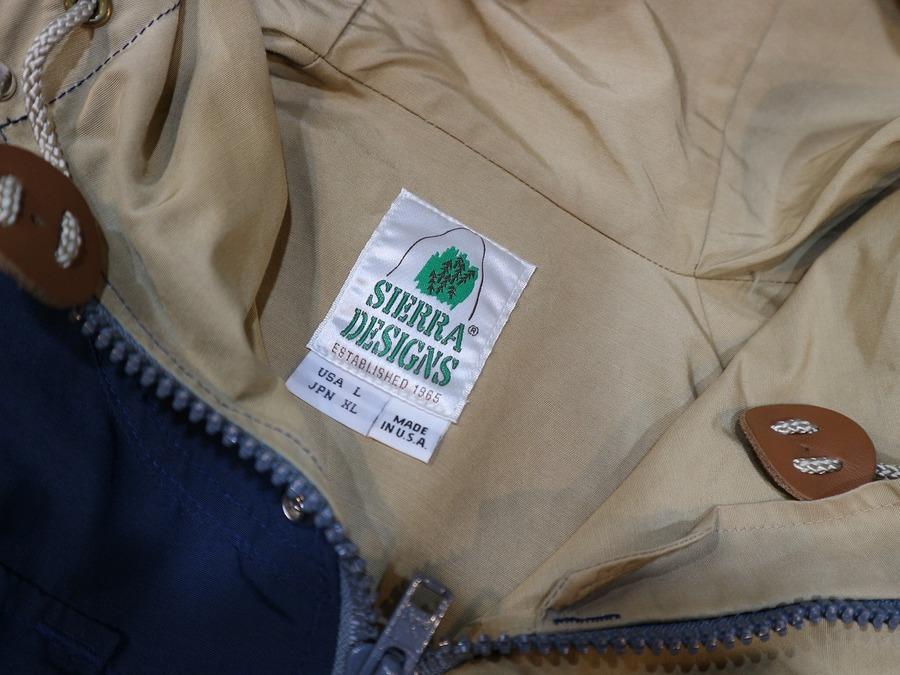 SIERRA®
DESIGNS
ESTABLISHED 1965
USA L
JPN XL
MADE
IN U.S.A.